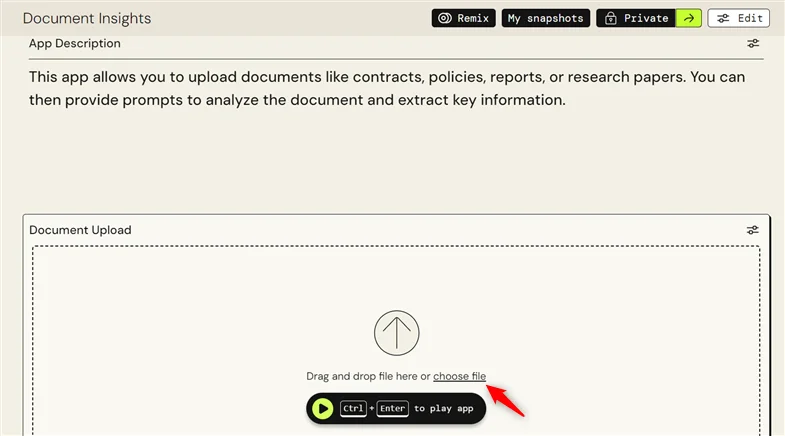 Document Insights
Remix
My snapshots
Private
Edit
App Description
This app allows you to upload documents like contracts, policies, reports, or research papers. You can
then provide prompts to analyze the document and extract key information.
Document Upload
Drag and drop file here or choose file
Ctrl + Enter to play app